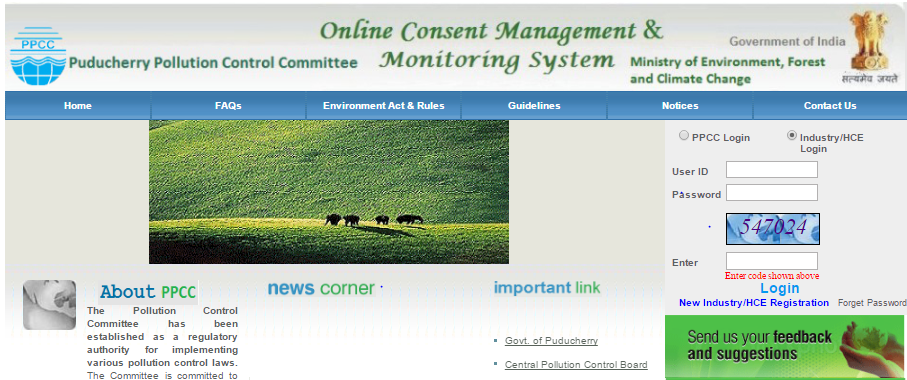 PPCC
Puducherry Pollution Control Committee
Online Consent Management &
Monitoring System
Government of India
Ministry of Environment, Forest
and Climate Change
सत्यमेव जयते
Home
FAQs
Environment Act & Rules
Guidelines
Notices
Contact Us
PPCC Login
Industry/HCE
Login
User ID
Password
547024
Enter
Enter code shown above
Login
New Industry/HCE Registration
Forget Password
Send us your feedback
and suggestions
About PPCC
The Pollution Control
Committee has been
established as a regulatory
authority for implementing
various pollution control laws.
The Committee is committed to
news corner
important link
Govt. of Puducherry
Central Pollution Control Board